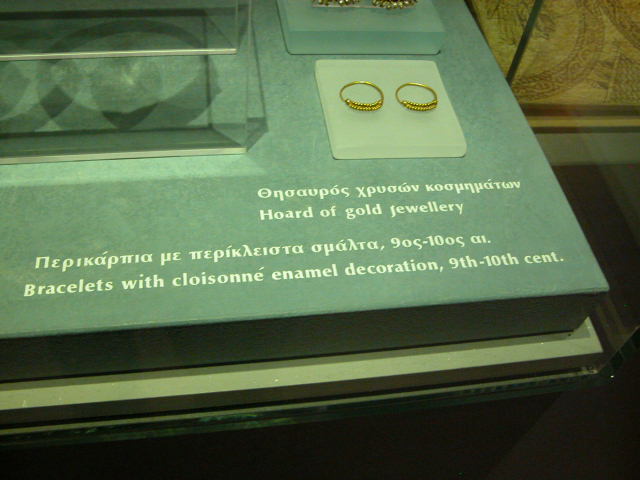 Θησαυρός χρυσών κοσμημάτων
Hoard of gold jewellery
Περικάρπια με περίκλειστα σμάλτα, 9ος-10ος αι.
Bracelets with cloisonné enamel decoration, 9th-10th cent.